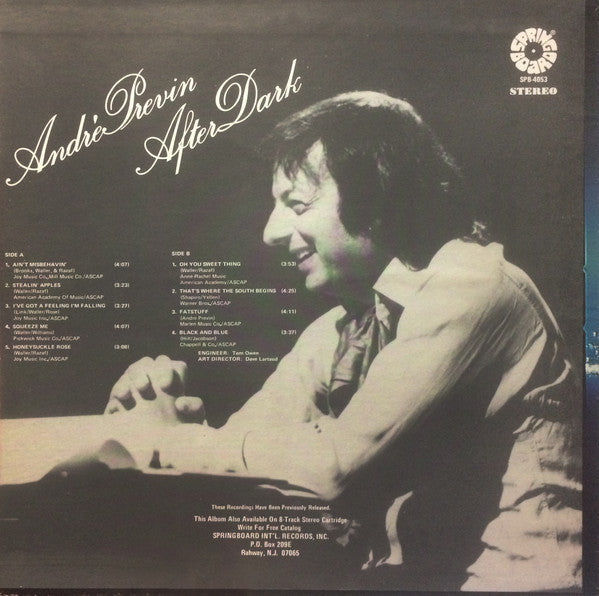 SPRING
BOARD
SPB-4053
STEREO
André Previn
After Dark
SIDE A
1. AIN'T MISBEHAVIN' (4:07)
(Brooks, Waller, & Razaf)
Joy Music Co., Mill Music Co./ASCAP
2. STEALIN' APPLES (3:23)
(Waller/Razaf)
American Academy Of Music/ASCAP
3. I'VE GOT A FEELING I'M FALLING (3:27)
(Link/Waller/Rose)
Joy Music Inc./ASCAP
4. SQUEEZE ME (4:07)
(Waller/Williams)
Pickwick Music Co./ASCAP
5. HONEYSUCKLE ROSE (3:08)
(Waller/Razaf)
Joy Music Inc./ASCAP
SIDE B
1. OH YOU SWEET THING (3:53)
(Waller/Razaf)
Anne-Rachel Music
American Academy/ASCAP
2. THAT'S WHERE THE SOUTH BEGINS (4:25)
(Shapiro/Yellen)
Warner Bros./ASCAP
3. FATSTUFF (4:11)
(Andre Previn)
Marlen Music Co./ASCAP
4. BLACK AND BLUE (3:37)
(Hill/Jacobson)
Chappell & Co./ASCAP
ENGINEER: Tom Owen
ART DIRECTOR: Dave Lartaud
These Recordings Have Been Previously Released.
This Album Also Available On 8-Track Stereo Cartridge
Write For Free Catalog
SPRINGBOARD INT'L. RECORDS, INC.
P.O. Box 209E
Rahway, N.J. 07065